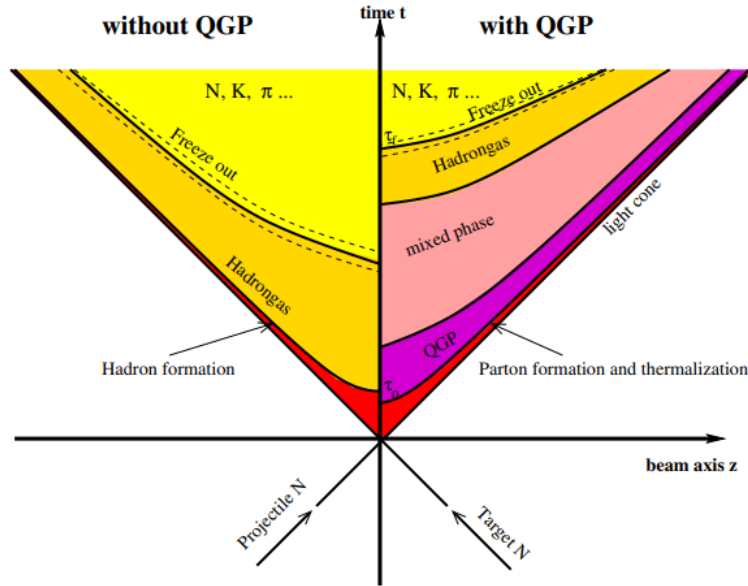 without QGP
time t
with QGP
N, K, π ...
N, K, π ...
Freeze out
Freeze out
τf
Hadrongas
Hadrongas
mixed phase
light cone
QGP
Hadron formation
Parton formation and thermalization
τ0
beam axis z
Projectile N
Target N